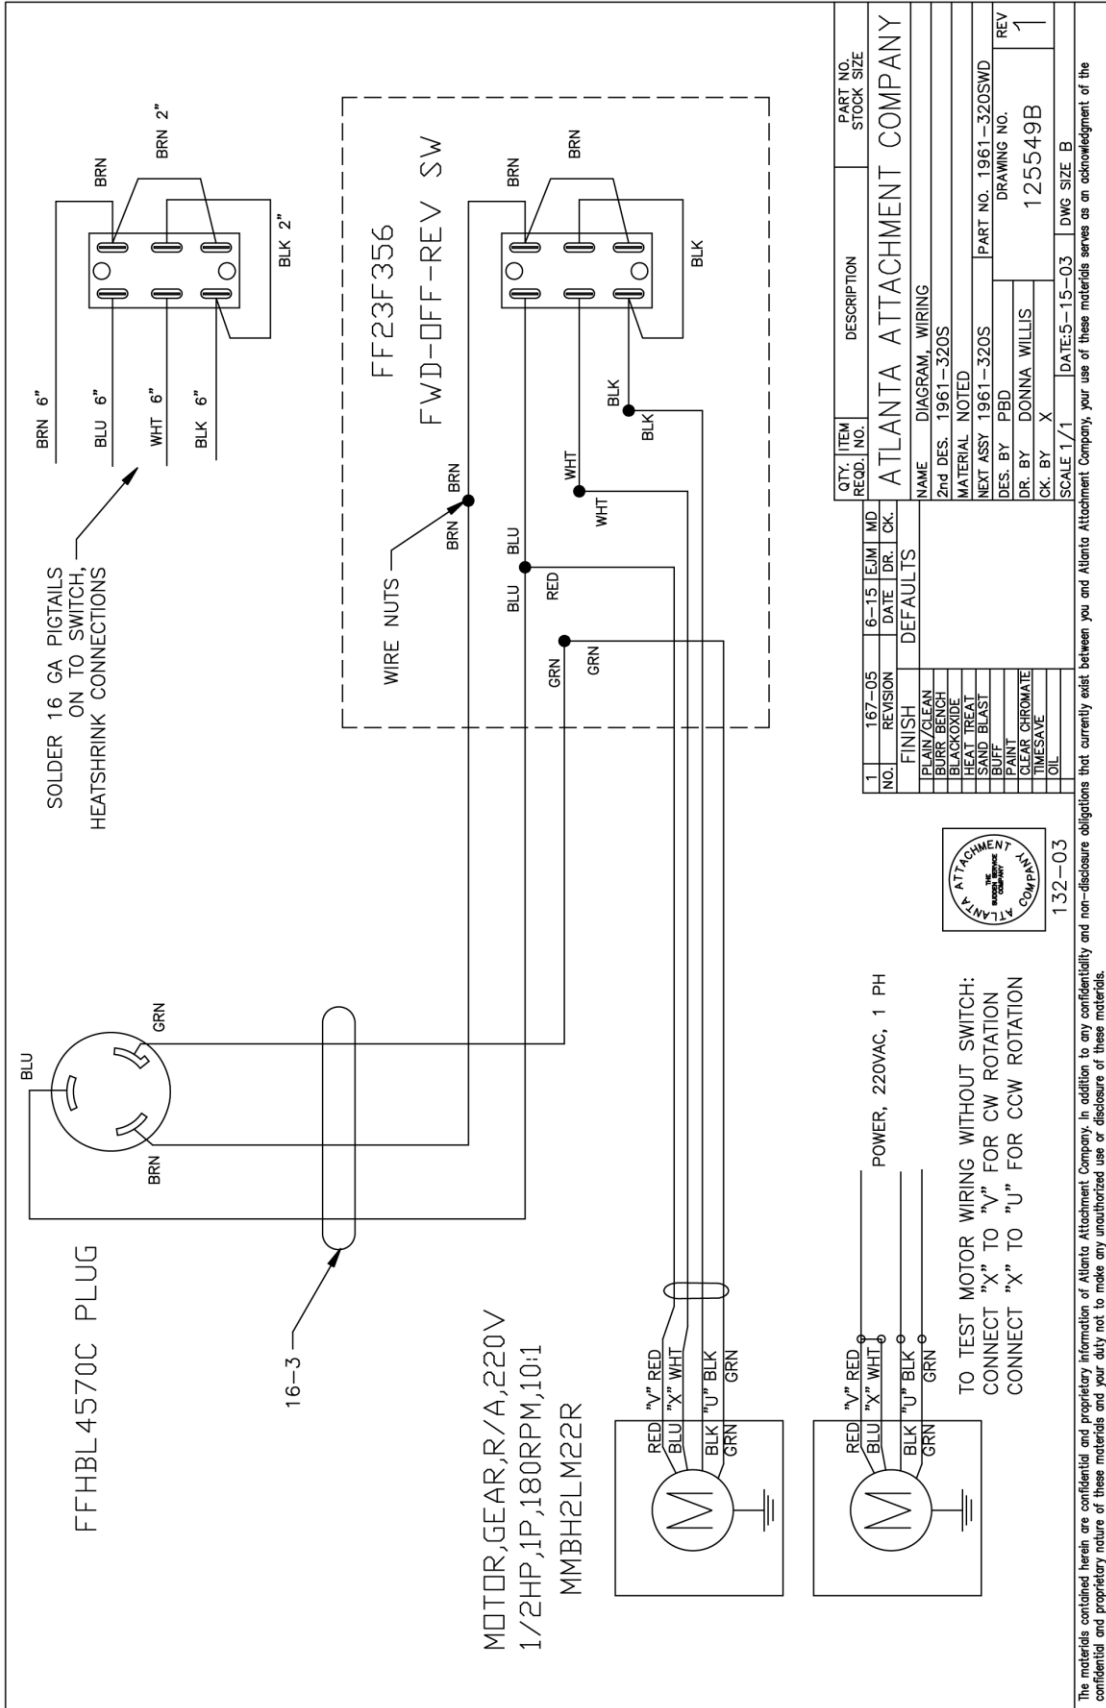 SOLDER 16 GA PIGTAILS
ON TO SWITCH,
HEATSHRINK CONNECTIONS
BRN 6"
BLU 6"
WHT 6"
BLK 6"
BRN
BRN 2"
BLK 2"
FFHBL4570C PLUG
BLU
BRN
GRN
16-3
FF23F356
FWD-OFF-REV SW
WIRE NUTS
BRN
BRN
BRN
BRN
BLU
BLU
RED
GRN
GRN
WHT
WHT
BLK
BLK
BLK
MOTOR,GEAR,R/A,220V
1/2HP,1P,180RPM,10:1
MMBH2LM22R
RED "V" RED
BLU "X" WHT
BLK "U" BLK
GRN GRN
M
RED "V" RED
BLU "X" WHT
BLK "U" BLK
GRN GRN
M
POWER, 220VAC, 1 PH
TO TEST MOTOR WIRING WITHOUT SWITCH:
CONNECT "X" TO "V" FOR CW ROTATION
CONNECT "X" TO "U" FOR CCW ROTATION
ATLANTA ATTACHMENT COMPANY
THE
SUDDEN SERVICE
COMPANY
132-03
1 167-05 6-15 EJM MD
NO. REVISION DATE DR. CK.
FINISH DEFAULTS
PLAIN/CLEAN
BURR BENCH
BLACKOXIDE
HEAT TREAT
SAND BLAST
BUFF
PAINT
CLEAR CHROMATE
TIMESAVE
OIL
QTY. REQD. ITEM NO. DESCRIPTION PART NO. STOCK SIZE
ATLANTA ATTACHMENT COMPANY
NAME DIAGRAM, WIRING
2nd DES. 1961-320S
MATERIAL NOTED
NEXT ASSY 1961-320S PART NO. 1961-320SWD
DES. BY PBD DRAWING NO. REV
DR. BY DONNA WILLIS 125549B 1
CK. BY X
SCALE 1/1 DATE:5-15-03 DWG SIZE B
The materials contained herein are confidential and proprietary information of Atlanta Attachment Company. In addition to any confidentiality and non-disclosure obligations that currently exist between you and Atlanta Attachment Company, your use of these materials serves as an acknowledgment of the
confidential and proprietary nature of these materials and your duty not to make any unauthorized use or disclosure of these materials.